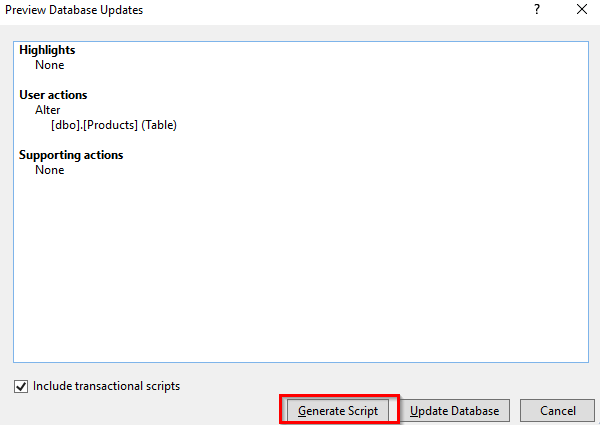 Preview Database Updates ?
Highlights
None
User actions
Alter
[dbo].[Products] (Table)
Supporting actions
None
Include transactional scripts
Generate Script Update Database Cancel